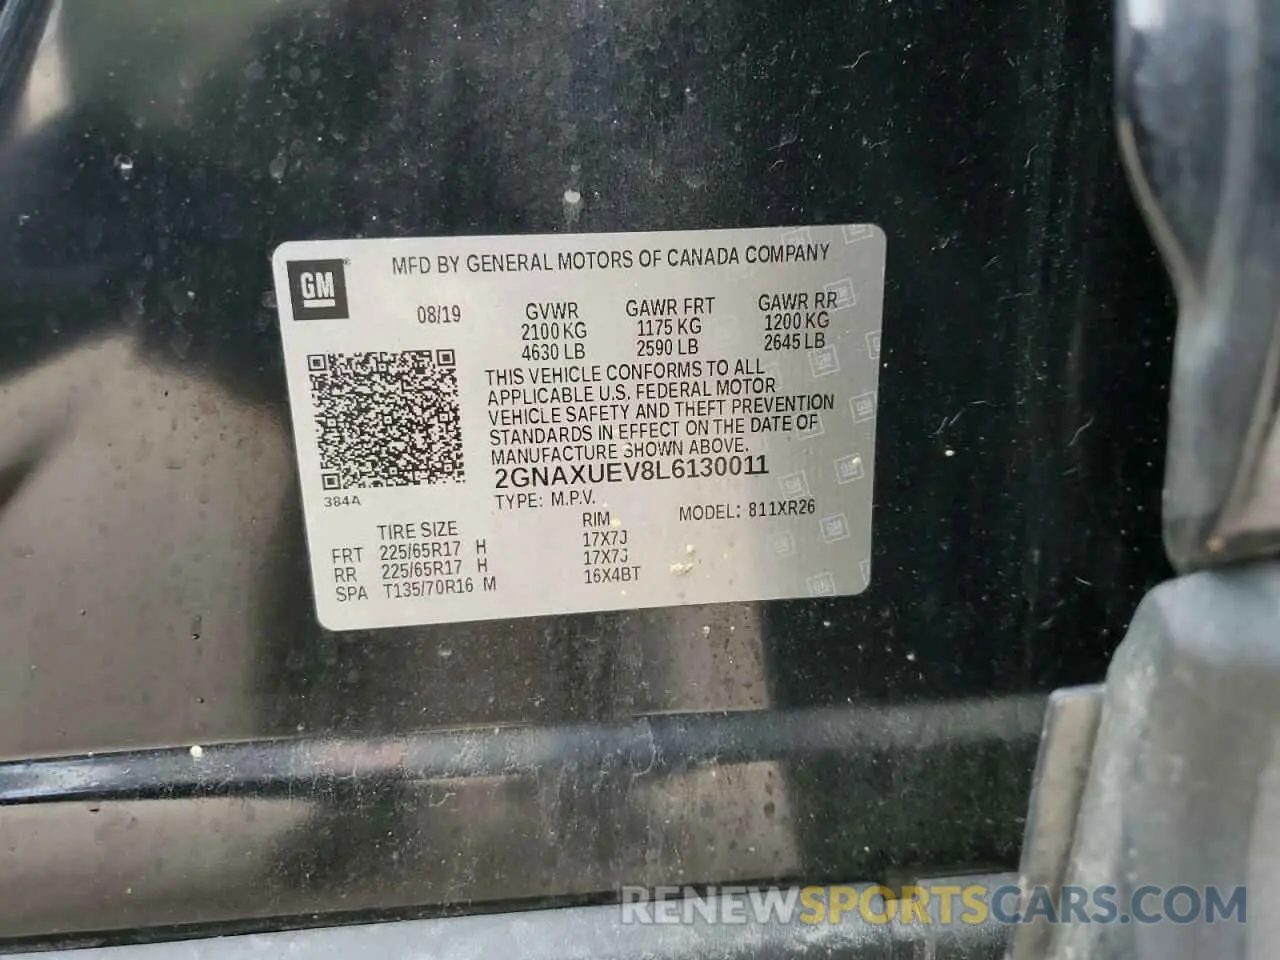 GM
MFD BY GENERAL MOTORS OF CANADA COMPANY
08/19 GVWR GAWR FRT GAWR RR
2100 KG 1175 KG 1200 KG
4630 LB 2590 LB 2645 LB
THIS VEHICLE CONFORMS TO ALL
APPLICABLE U.S. FEDERAL MOTOR
VEHICLE SAFETY AND THEFT PREVENTION
STANDARDS IN EFFECT ON THE DATE OF
MANUFACTURE SHOWN ABOVE.
2GNAXUEV8L6130011
384A
TYPE: M.P.V.
MODEL: 811XR26
TIRE SIZE RIM
FRT 225/65R17 H 17X7J
RR 225/65R17 H 17X7J
SPA T135/70R16 M 16X4BT
RENEWSPORTSCARS.COM